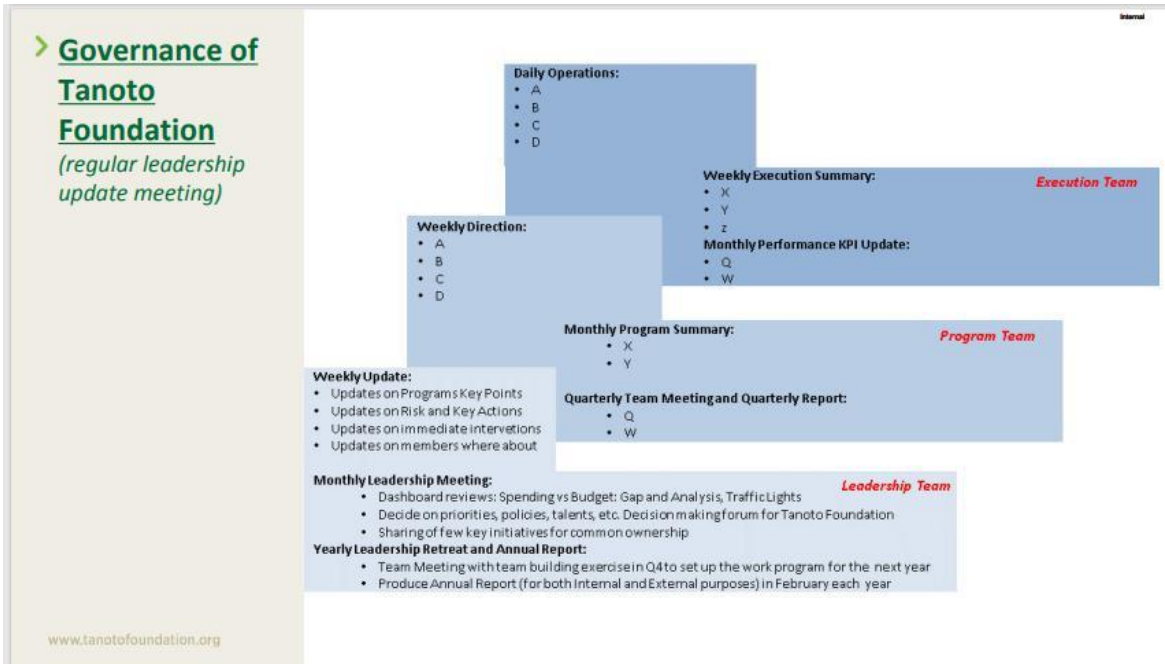 Internal
Governance of
Tanoto
Foundation
(regular leadership
update meeting)
Daily Operations:
• A
• B
• C
• D
Weekly Execution Summary:
Execution Team
• X
• Y
• z
Monthly Performance KPI Update:
• Q
• W
Weekly Direction:
• A
• B
• C
• D
Monthly Program Summary:
Program Team
• X
• Y
Quarterly Team Meeting and Quarterly Report:
• Q
• W
Weekly Update:
• Updates on Programs Key Points
• Updates on Risk and Key Actions
• Updates on immediate intervetions
• Updates on members where about
Monthly Leadership Meeting:
Leadership Team
• Dashboard reviews: Spending vs Budget: Gap and Analysis, Traffic Lights
• Decide on priorities, policies, talents, etc. Decision making forum for Tanoto Foundation
• Sharing of few key initiatives for common ownership
Yearly Leadership Retreat and Annual Report:
• Team Meeting with team building exercise in Q4 to set up the work program for the next year
• Produce Annual Report (for both Internal and External purposes) in February each year
www.tanotofoundation.org